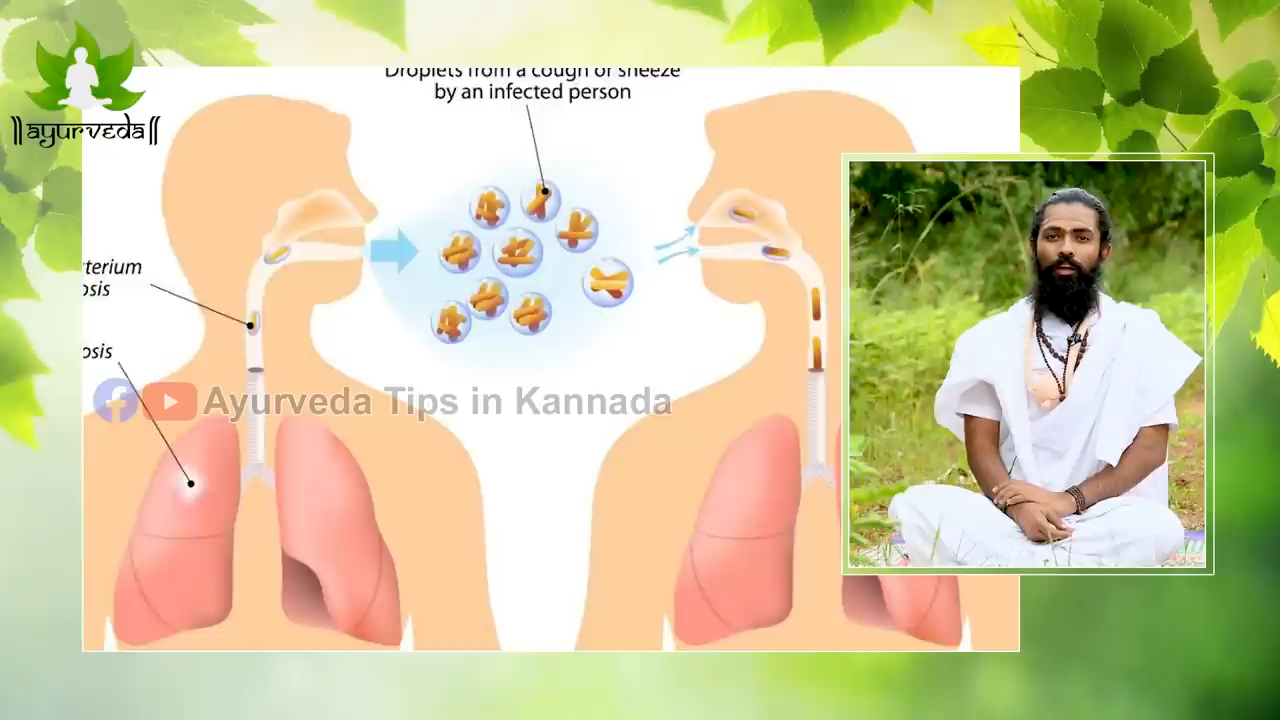 ||ayurveda||
Droplets from a cough or sneeze
by an infected person
terium
osis
osis
Ayurveda Tips in Kannada